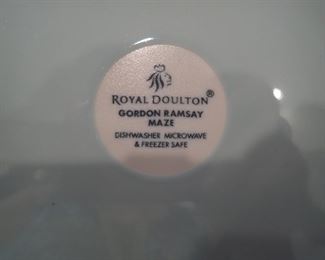 ROYAL DOULTON®
GORDON RAMSAY
MAZE
DISHWASHER MICROWAVE
& FREEZER SAFE